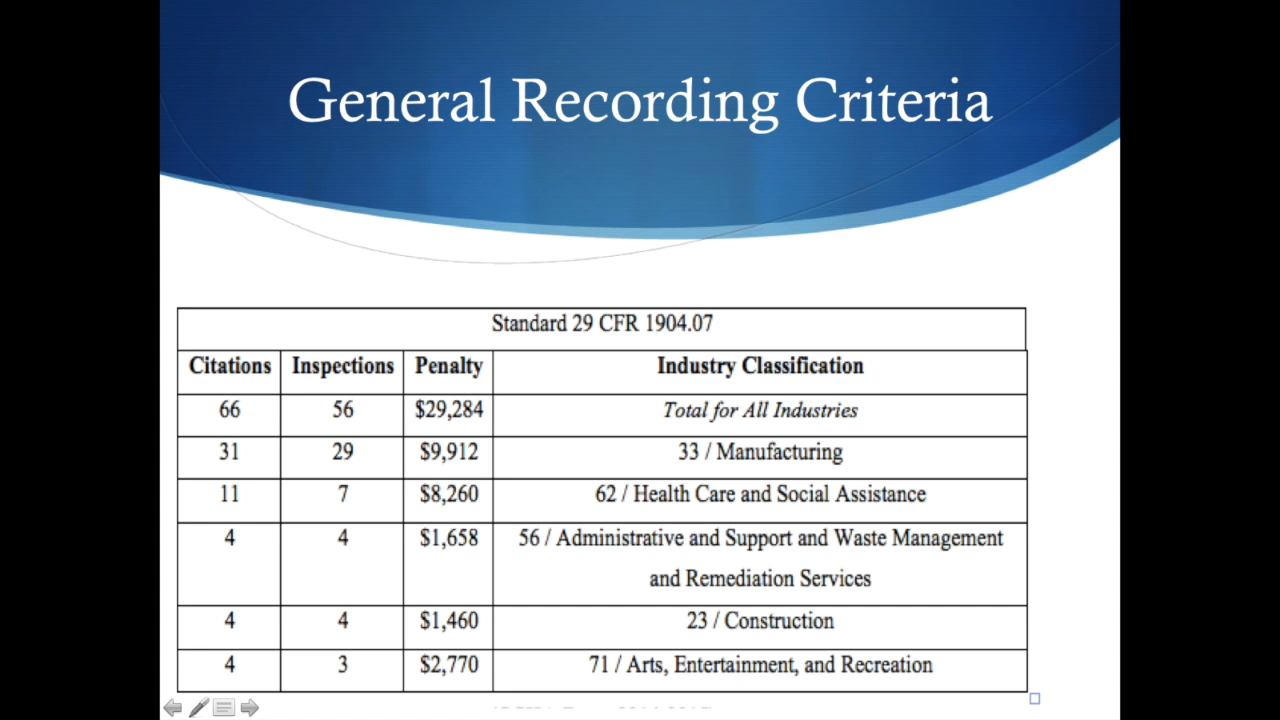 General Recording Criteria
Standard 29 CFR 1904.07
Citations Inspections Penalty Industry Classification
66 56 $29,284 Total for All Industries
31 29 $9,912 33 / Manufacturing
11 7 $8,260 62 / Health Care and Social Assistance
4 4 $1,658 56 / Administrative and Support and Waste Management
and Remediation Services
4 4 $1,460 23 / Construction
4 3 $2,770 71 / Arts, Entertainment, and Recreation